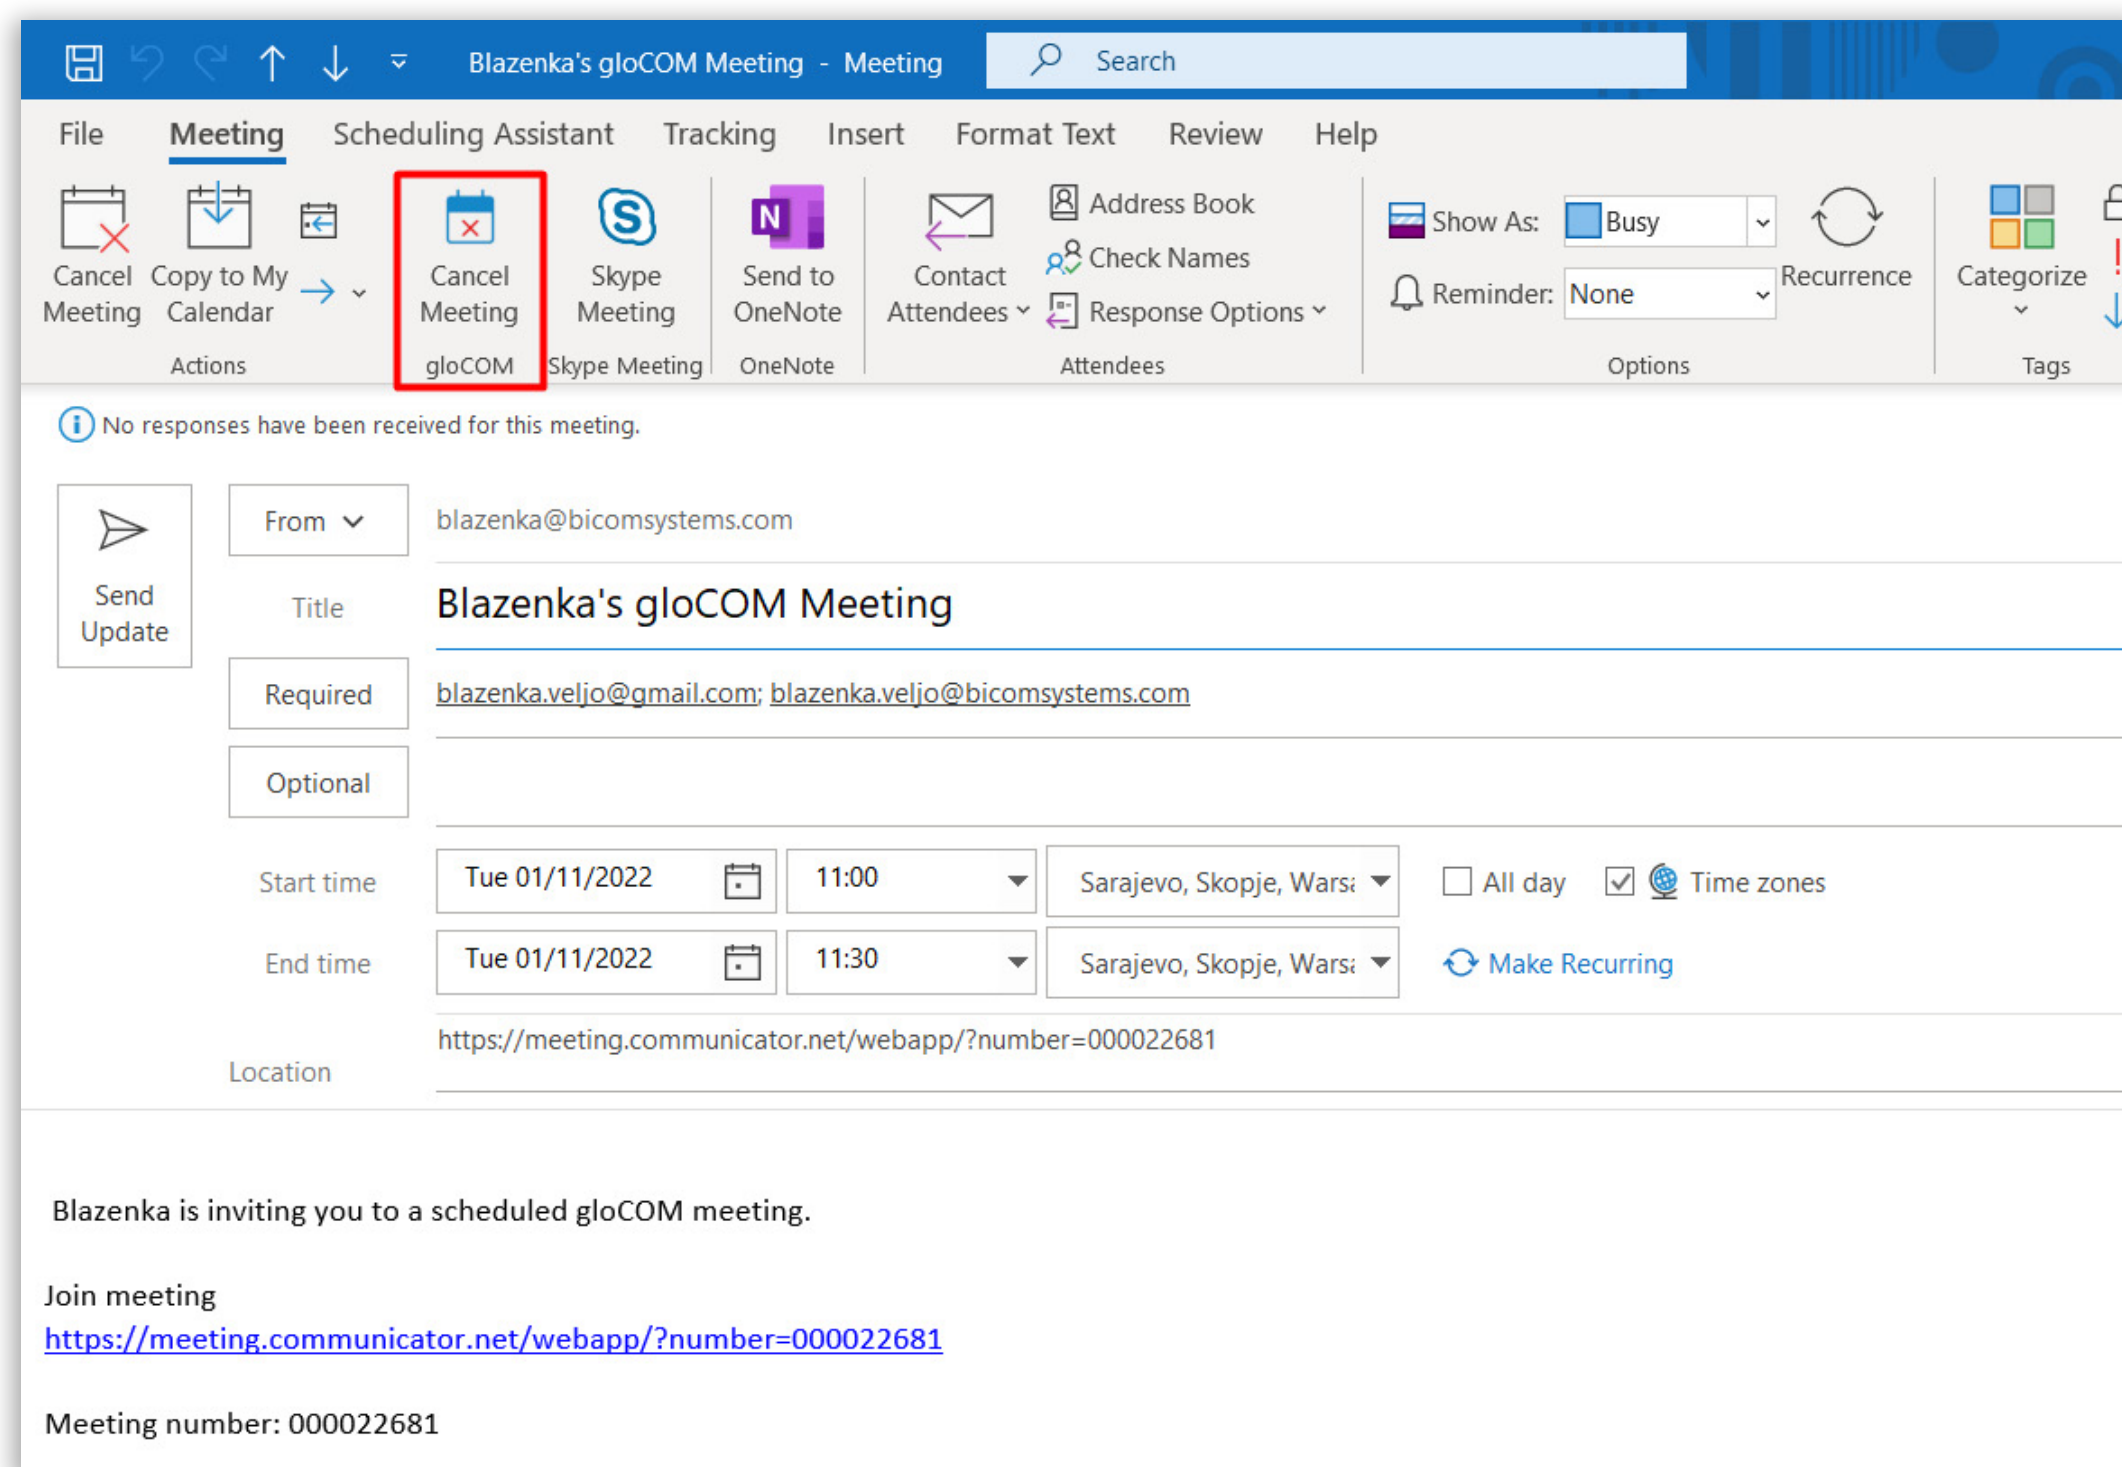 Blazenka's gloCOM Meeting - Meeting
Search
File Meeting Scheduling Assistant Tracking Insert Format Text Review Help
Cancel Meeting
Copy to My Calendar
Actions
Cancel Meeting
gloCOM
Skype Meeting
Skype Meeting
Send to OneNote
OneNote
Contact Attendees
Address Book
Check Names
Response Options
Attendees
Show As: Busy
Reminder: None
Recurrence
Options
Categorize
Tags
No responses have been received for this meeting.
Send Update
From blazenka@bicomsystems.com
Title Blazenka's gloCOM Meeting
Required blazenka.veljo@gmail.com; blazenka.veljo@bicomsystems.com
Optional
Start time Tue 01/11/2022 11:00 Sarajevo, Skopje, Warsa All day Time zones
End time Tue 01/11/2022 11:30 Sarajevo, Skopje, Warsa Make Recurring
https://meeting.communicator.net/webapp/?number=000022681
Location
Blazenka is inviting you to a scheduled gloCOM meeting.
Join meeting
https://meeting.communicator.net/webapp/?number=000022681
Meeting number: 000022681